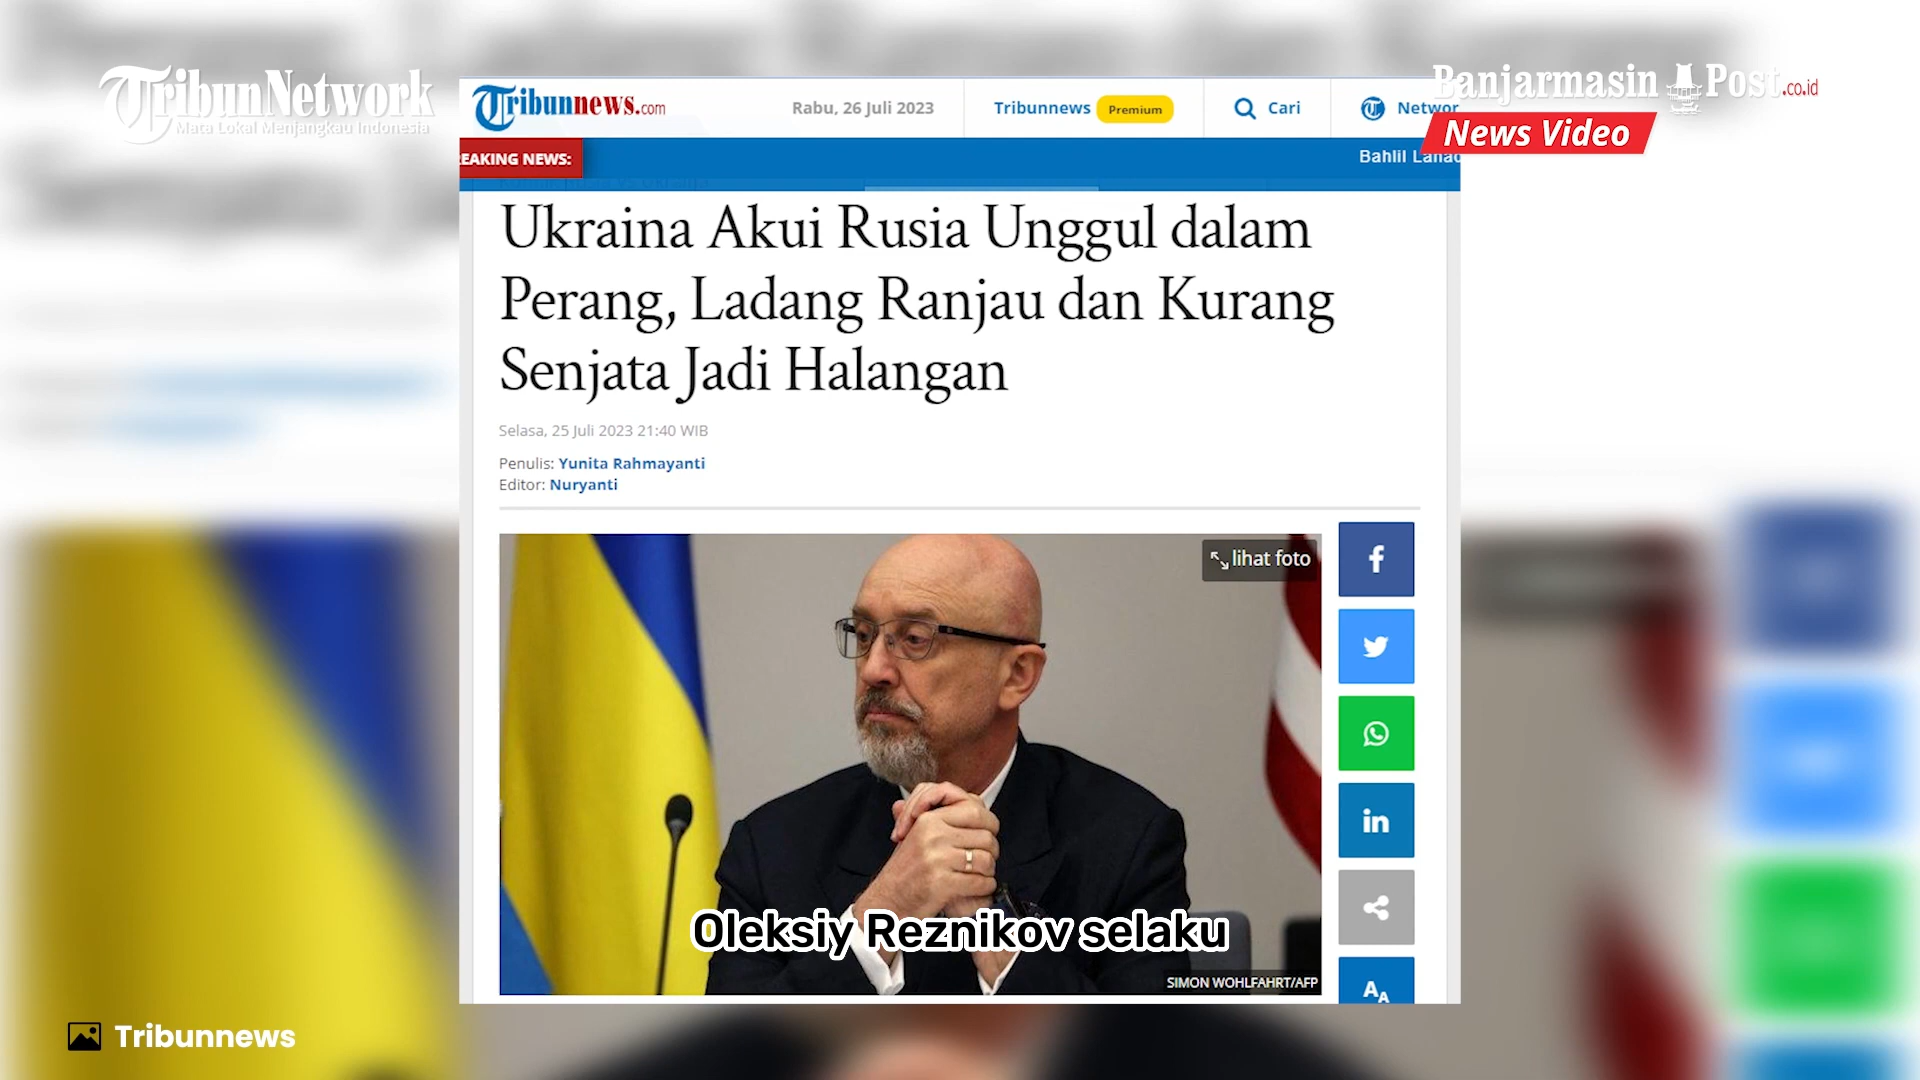 TribunNetwork
Mata Lokal Menjangkau Indonesia
Banjarmasin Post.co.id
News Video
Tribunnews.com
Rabu, 26 Juli 2023
Tribunnews Premium
Cari
Networ
EAKING NEWS:
Bahlil Lahad
Ukraina Akui Rusia Unggul dalam
Perang, Ladang Ranjau dan Kurang
Senjata Jadi Halangan
Selasa, 25 Juli 2023 21:40 WIB
Penulis: Yunita Rahmayanti
Editor: Nuryanti
lihat foto
f
in
Oleksiy Reznikov selaku
SIMON WOHLFAHRT/AFP
AA
Tribunnews